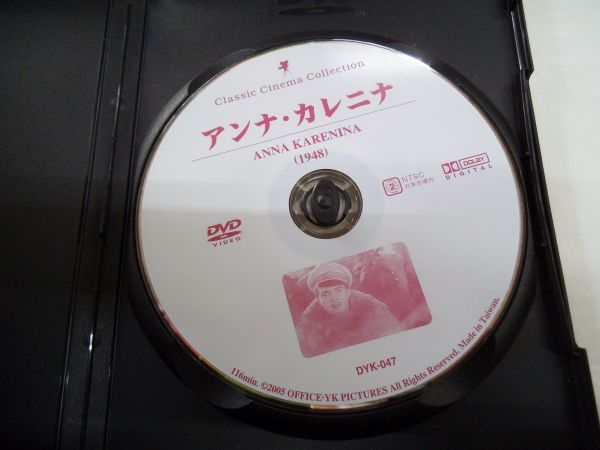 Classic Cinema Collection
アンナ・カレニナ
ANNA KARENINA
(1948)
2 NTSC
日本市場向
DOLBY
DIGITAL
DVD
VIDEO
DYK-047
116min. ©2005 OFFICE·YK PICTURES All Rights Reserved. Made in Taiwan.